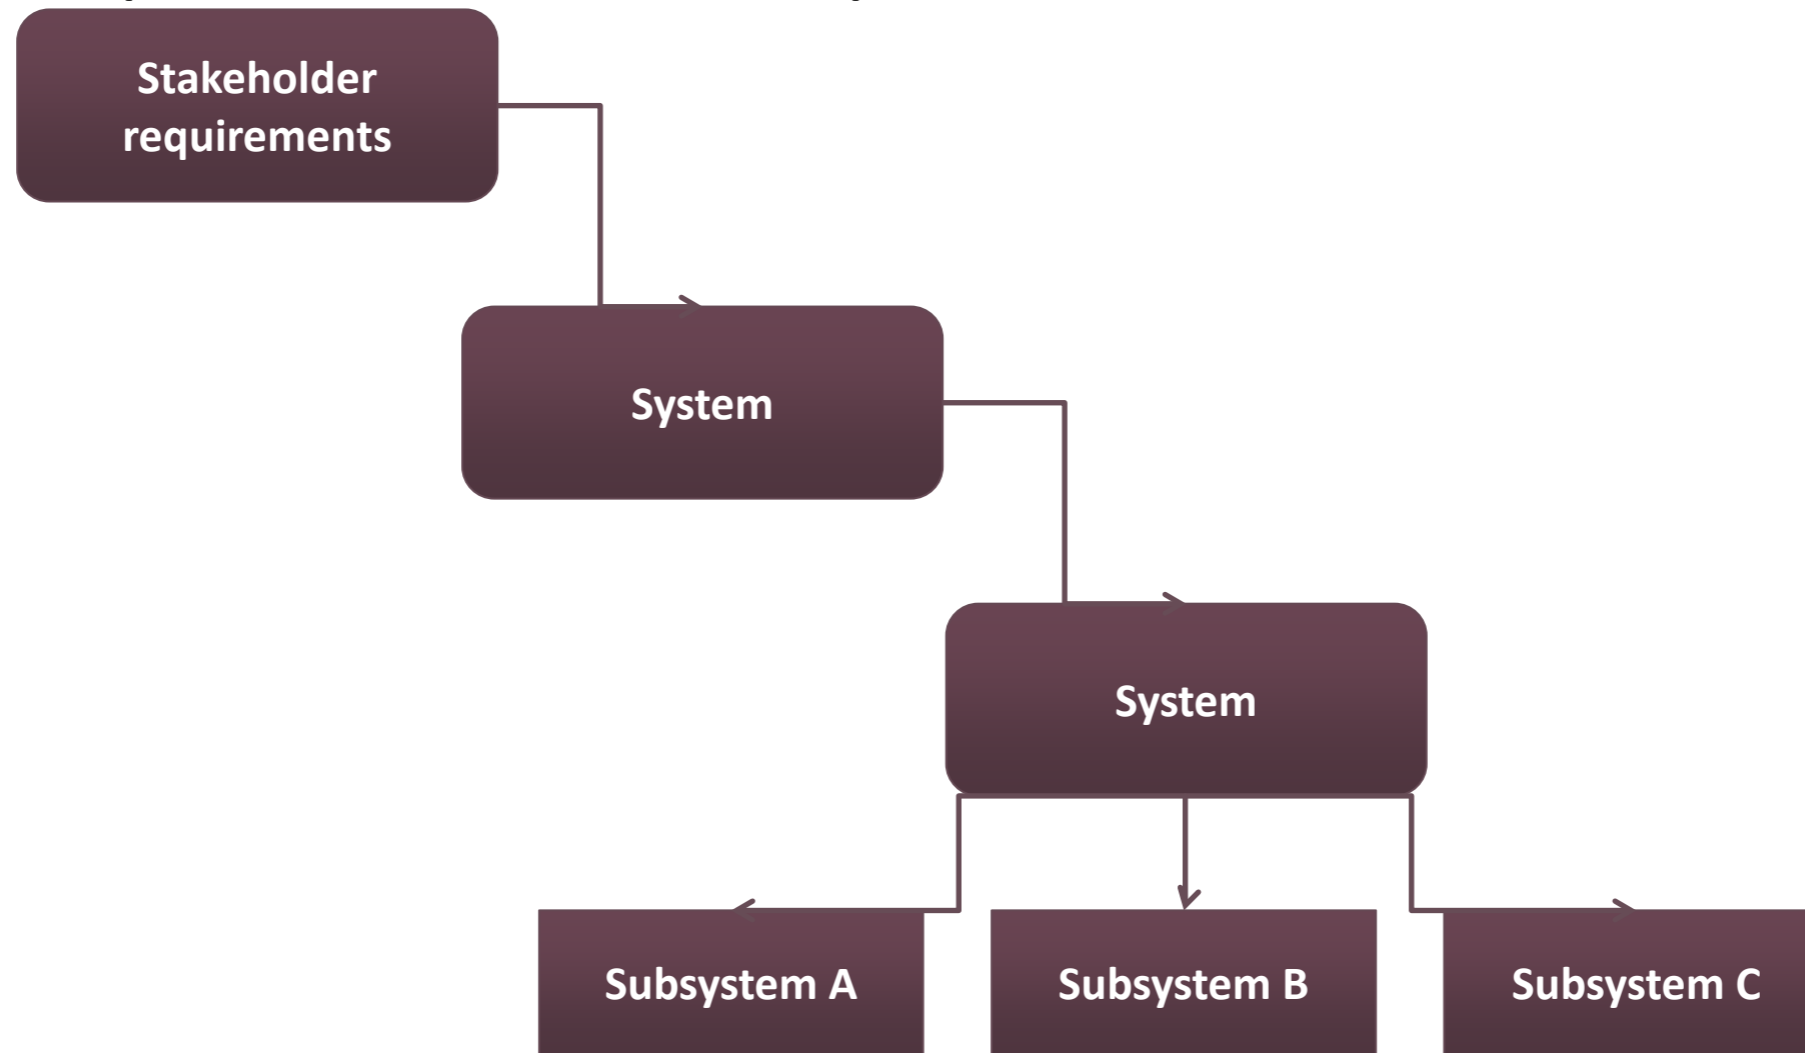 Stakeholder
requirements
System
System
Subsystem A
Subsystem B
Subsystem C